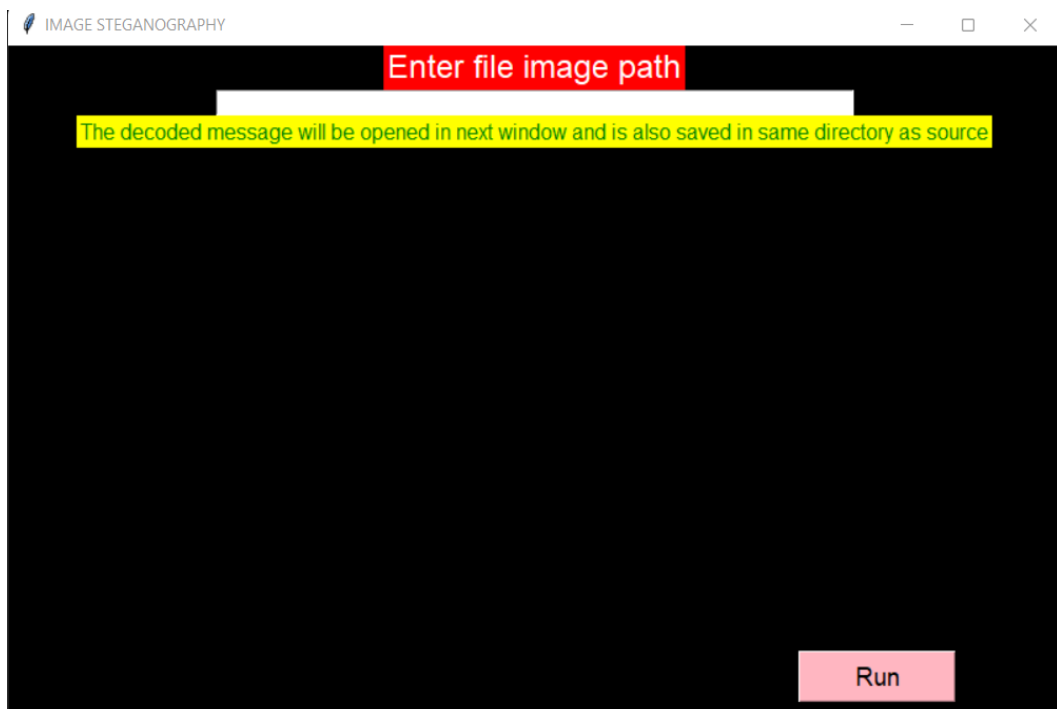 IMAGE STEGANOGRAPHY
Enter file image path
The decoded message will be opened in next window and is also saved in same directory as source
Run